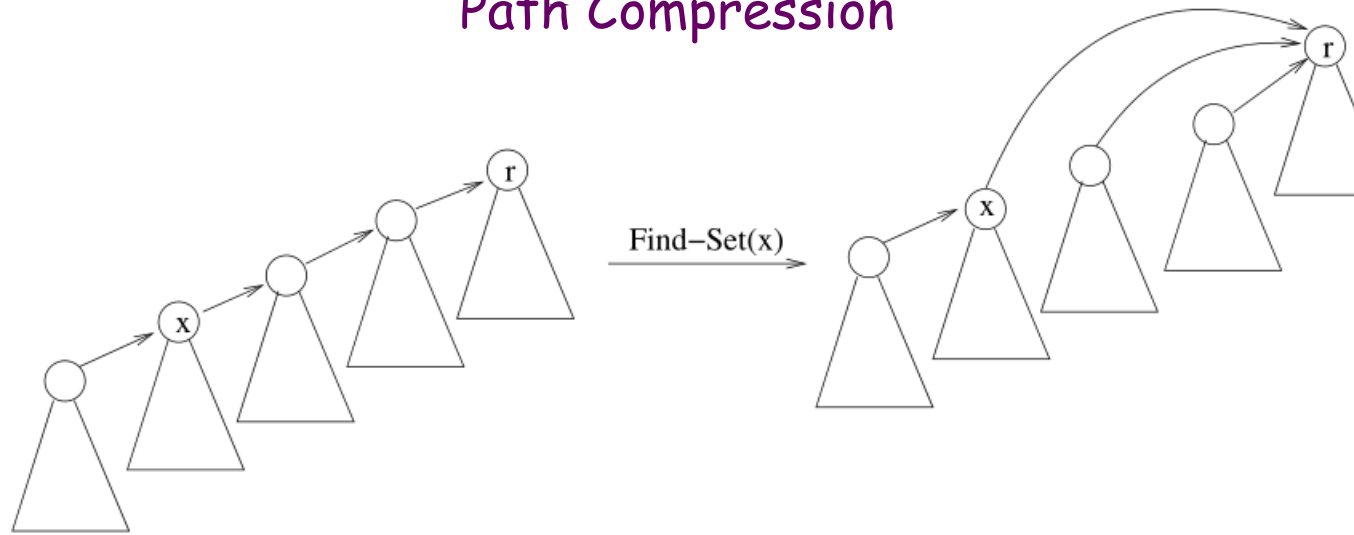 Path Compression
r
r
x
Find–Set(x)
x